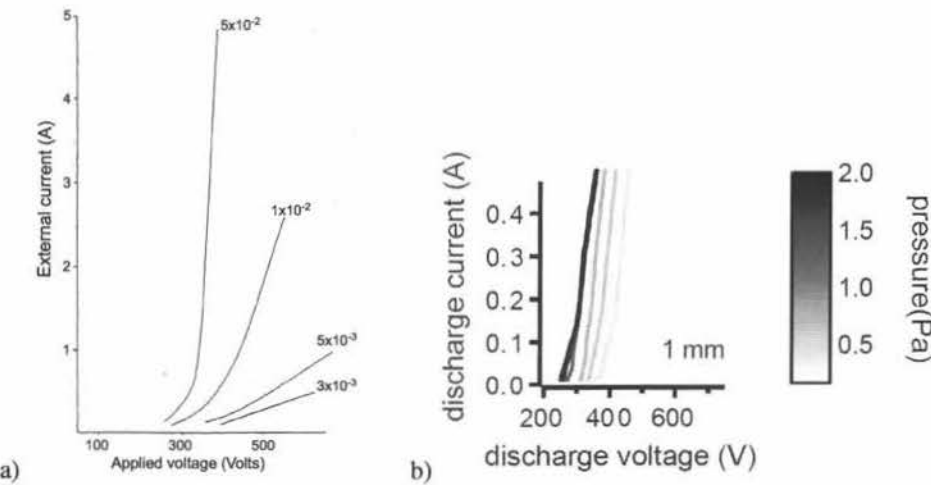 5
4
3
2
1
External current (A)
5x10-2
1x10-2
5x10-3
3x10-3
100
300
500
Applied voltage (Volts)
a)
discharge current (A)
0.4
0.3
0.2
0.1
0.0
1 mm
200
400
600
discharge voltage (V)
b)
2.0
1.5
1.0
0.5
pressure(Pa)